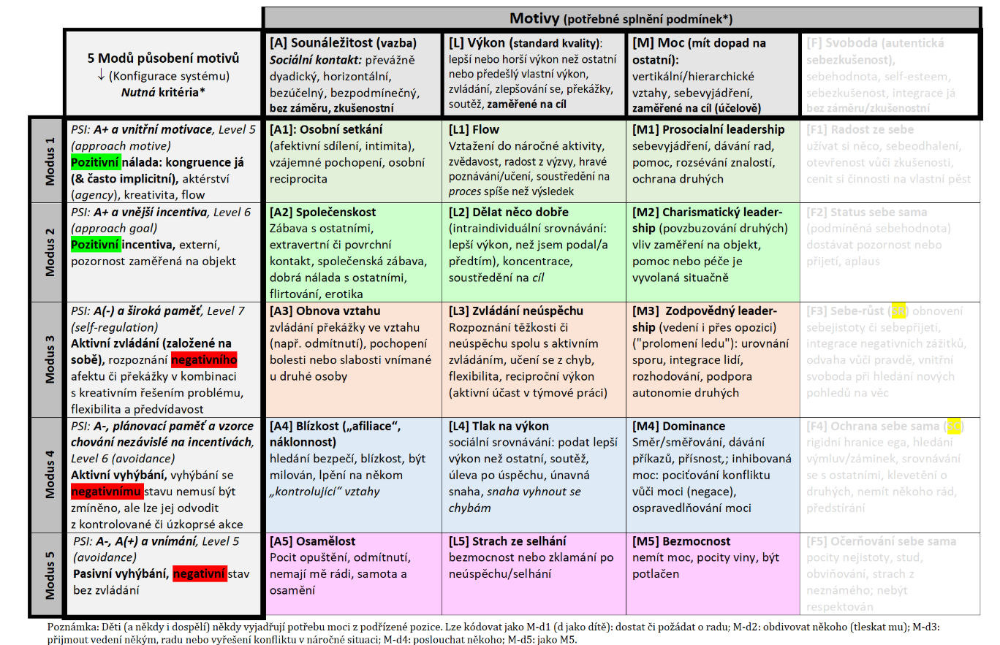 Motivy (potřebné splnění podmínek*)
5 Modů působení motivů
↓ (Konfigurace systému)
Nutná kritéria*
[A] Sounáležitost (vazba)
Sociální kontakt: převážně
dyadický, horizontální,
bezúčelný, bezpodmínečný,
bez záměru, zkušenostní
[L] Výkon (standard kvality):
lepší nebo horší výkon než ostatní
nebo předešlý vlastní výkon,
zvládání, zlepšování se, překážky,
soutěž, zaměřené na cíl
[M] Moc (mít dopad na
ostatní):
vertikální/hierarchické
vztahy, sebevyjádření,
zaměřené na cíl (účelově)
[F] Svoboda (autentická
sebezkušenost),
sebehodnota, self-esteem,
sebezkušenost, integrace já
bez záměru/zkušenostní
Modus 1
PSI: A+ a vnitřní motivace, Level 5
(approach motive)
Pozitivní nálada: kongruence já
(& často implicitní), aktérství
(agency), kreativita, flow
[A1]: Osobní setkání
(afektivní sdílení, intimita),
vzájemné pochopení, osobní
reciprocita
[L1] Flow
Vztažení do náročné aktivity,
zvědavost, radost z výzvy, hravé
poznávání/učení, soustředění na
proces spíše než výsledek
[M1] Prosocialní leadership
sebevyjádření, dávání rad,
pomoc, rozsévání znalostí,
ochrana druhých
[F1] Radost ze sebe
užívat si něco, sebeodhalení,
otevřenost vůči zkušenosti,
cenit si činnosti na vlastní pěst
Modus 2
PSI: A+ a vnější incentiva, Level 6
(approach goal)
Pozitivní incentiva, externí,
pozornost zaměřená na objekt
[A2] Společenskost
Zábava s ostatními,
extravertní či povrchní
kontakt, společenská zábava,
dobrá nálada s ostatními,
flirtování, erotika
[L2] Dělat něco dobře
(intraindividuální srovnávání:
lepší výkon, než jsem podal/a
předtím), koncentrace,
soustředění na cíl
[M2] Charismatický leader-
ship (povzbuzování druhých)
vliv zaměření na objekt,
pomoc nebo péče je
vyvolaná situačně
[F2] Status sebe sama
(podmíněná sebehodnota)
dostávat pozornost nebo
přijetí, aplaus
Modus 3
PSI: A(-) a široká paměť, Level 7
(self-regulation)
Aktivní zvládání (založené na
sobě), rozpoznání negativního
afektu či překážky v kombinaci
s kreativním řešením problému,
flexibilita a předvídavost
[A3] Obnova vztahu
zvládání překážky ve vztahu
(např. odmítnutí), pochopení
bolesti nebo slabosti vnímané
u druhé osoby
[L3] Zvládání neúspěchu
Rozpoznání těžkosti či
neúspěchu spolu s aktivním
zvládáním, učení se z chyb,
flexibilita, reciproční výkon
(aktivní účast v týmové práci)
[M3] Zodpovědný leader-
ship (vedení i přes opozici)
("prolomení ledu"): urovnání
sporu, integrace lidí,
rozhodování, podpora
autonomie druhých
[F3] Sebe-růst (SR) obnovení
sebejistoty či sebepřijetí,
integrace negativních zážitků,
odvaha vůči pravdě, vnitřní
svoboda při hledání nových
pohledů na věc
Modus 4
PSI: A-, plánovací paměť a vzorce
chování nezávislé na incentivách,
Level 6 (avoidance)
Aktivní vyhýbání, vyhýbání se
negativnímu stavu nemusí být
zmíněno, ale lze jej odvodit
z kontrolované či úzkoprsé akce
[A4] Blízkost („afiliace“,
náklonnost)
hledání bezpečí, blízkost, být
milován, lpění na někom
„kontrolující“ vztahy
[L4] Tlak na výkon
sociální srovnávání: podat lepší
výkon než ostatní, soutěž,
úleva po úspěchu, únavná
snaha, snaha vyhnout se
chybám
[M4] Dominance
Směr/směřování, dávání
příkazů, přísnost,; inhibovaná
moc: pociťování konfliktu
vůči moci (negace),
ospravedlňování moci
[F4] Ochrana sebe sama (SC)
rigidní hranice ega, hledání
výmluv/záminek, srovnávání
se s ostatními, klevetění o
druhých, nemít někoho rád,
předstírání
Modus 5
PSI: A-, A(+) a vnímání, Level 5
(avoidance)
Pasivní vyhýbání, negativní stav
bez zvládání
[A5] Osamělost
Pocit opuštění, odmítnutí,
nemají mě rádi, samota a
osamění
[L5] Strach ze selhání
bezmocnost nebo zklamání po
neúspěchu/selhání
[M5] Bezmocnost
nemít moc, pocity viny, být
potlačen
[F5] Očerňování sebe sama
pocity nejistoty, stud,
obviňování, strach z
neznámého; nebýt
respektován
Poznámka: Děti (a někdy i dospělí) někdy vyjadřují potřebu moci z podřízené pozice. Lze kódovat jako M-d1 (d jako dítě): dostat či požádat o radu; M-d2: obdivovat někoho (tleskat mu); M-d3:
přijmout vedení někým, radu nebo vyřešení konfliktu v náročné situaci; M-d4: poslouchat někoho; M-d5: jako M5.